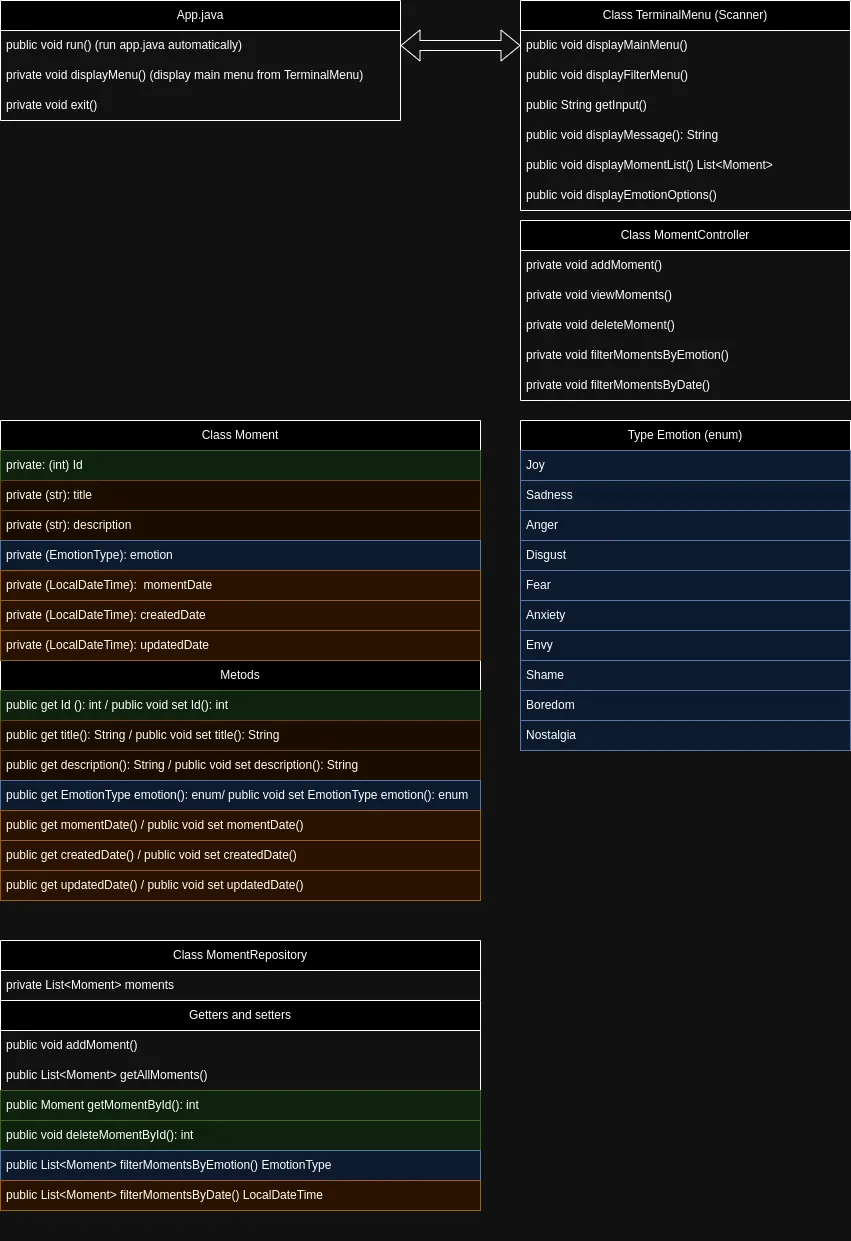 App.java
public void run() (run app.java automatically)
private void displayMenu() (display main menu from TerminalMenu)
private void exit()
Class TerminalMenu (Scanner)
public void displayMainMenu()
public void displayFilterMenu()
public String getInput()
public void displayMessage(): String
public void displayMomentList() List<Moment>
public void displayEmotionOptions()
Class MomentController
private void addMoment()
private void viewMoments()
private void deleteMoment()
private void filterMomentsByEmotion()
private void filterMomentsByDate()
Class Moment
private: (int) Id
private (str): title
private (str): description
private (EmotionType): emotion
private (LocalDateTime):  momentDate
private (LocalDateTime): createdDate
private (LocalDateTime): updatedDate
Metods
public get Id (): int / public void set Id(): int
public get title(): String / public void set title(): String
public get description(): String / public void set description(): String
public get EmotionType emotion(): enum/ public void set EmotionType emotion(): enum
public get momentDate() / public void set momentDate()
public get createdDate() / public void set createdDate()
public get updatedDate() / public void set updatedDate()
Type Emotion (enum)
Joy
Sadness
Anger
Disgust
Fear
Anxiety
Envy
Shame
Boredom
Nostalgia
Class MomentRepository
private List<Moment> moments
Getters and setters
public void addMoment()
public List<Moment> getAllMoments()
public Moment getMomentById(): int
public void deleteMomentById(): int
public List<Moment> filterMomentsByEmotion() EmotionType
public List<Moment> filterMomentsByDate() LocalDateTime